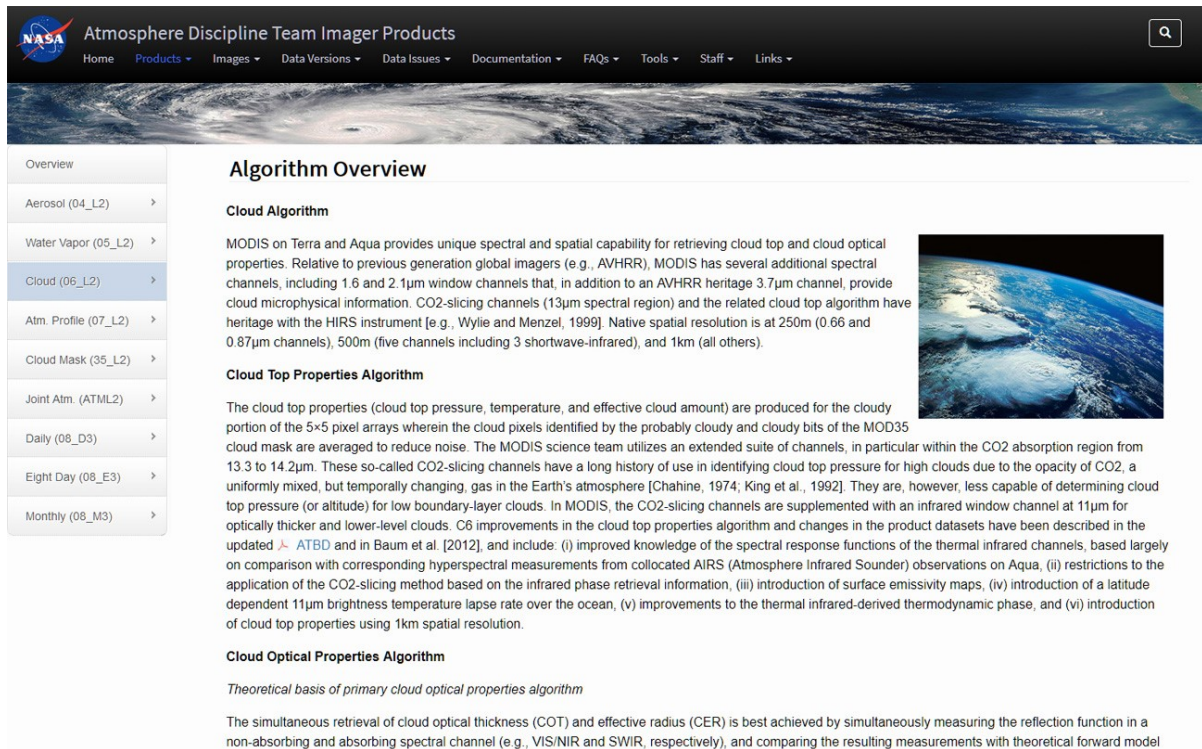 NASA
Atmosphere Discipline Team Imager Products
Home Products Images Data Versions Data Issues Documentation FAQs Tools Staff Links
Overview
Aerosol (04_L2)
Water Vapor (05_L2)
Cloud (06_L2)
Atm. Profile (07_L2)
Cloud Mask (35_L2)
Joint Atm. (ATML2)
Daily (08_D3)
Eight Day (08_E3)
Monthly (08_M3)
Algorithm Overview
Cloud Algorithm
MODIS on Terra and Aqua provides unique spectral and spatial capability for retrieving cloud top and cloud optical
properties. Relative to previous generation global imagers (e.g., AVHRR), MODIS has several additional spectral
channels, including 1.6 and 2.1µm window channels that, in addition to an AVHRR heritage 3.7µm channel, provide
cloud microphysical information. CO2-slicing channels (13µm spectral region) and the related cloud top algorithm have
heritage with the HIRS instrument [e.g., Wylie and Menzel, 1999]. Native spatial resolution is at 250m (0.66 and
0.87µm channels), 500m (five channels including 3 shortwave-infrared), and 1km (all others).
Cloud Top Properties Algorithm
The cloud top properties (cloud top pressure, temperature, and effective cloud amount) are produced for the cloudy
portion of the 5×5 pixel arrays wherein the cloud pixels identified by the probably cloudy and cloudy bits of the MOD35
cloud mask are averaged to reduce noise. The MODIS science team utilizes an extended suite of channels, in particular within the CO2 absorption region from
13.3 to 14.2µm. These so-called CO2-slicing channels have a long history of use in identifying cloud top pressure for high clouds due to the opacity of CO2, a
uniformly mixed, but temporally changing, gas in the Earth's atmosphere [Chahine, 1974; King et al., 1992]. They are, however, less capable of determining cloud
top pressure (or altitude) for low boundary-layer clouds. In MODIS, the CO2-slicing channels are supplemented with an infrared window channel at 11µm for
optically thicker and lower-level clouds. C6 improvements in the cloud top properties algorithm and changes in the product datasets have been described in the
updated ATBD and in Baum et al. [2012], and include: (i) improved knowledge of the spectral response functions of the thermal infrared channels, based largely
on comparison with corresponding hyperspectral measurements from collocated AIRS (Atmosphere Infrared Sounder) observations on Aqua, (ii) restrictions to the
application of the CO2-slicing method based on the infrared phase retrieval information, (iii) introduction of surface emissivity maps, (iv) introduction of a latitude
dependent 11µm brightness temperature lapse rate over the ocean, (v) improvements to the thermal infrared-derived thermodynamic phase, and (vi) introduction
of cloud top properties using 1km spatial resolution.
Cloud Optical Properties Algorithm
Theoretical basis of primary cloud optical properties algorithm
The simultaneous retrieval of cloud optical thickness (COT) and effective radius (CER) is best achieved by simultaneously measuring the reflection function in a
non-absorbing and absorbing spectral channel (e.g., VIS/NIR and SWIR, respectively), and comparing the resulting measurements with theoretical forward model